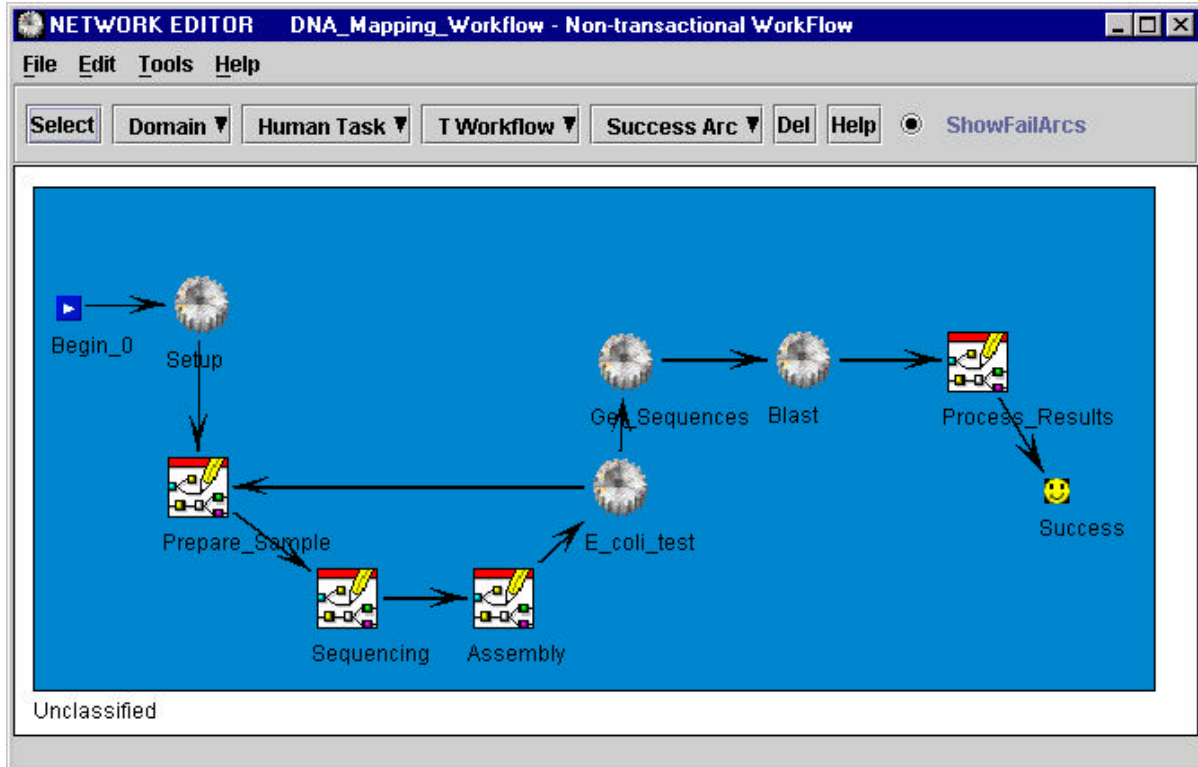 NETWORK EDITOR DNA_Mapping_Workflow - Non-transactional WorkFlow
File Edit Tools Help
Select Domain Human Task T Workflow Success Arc Del Help ShowFailArcs
Begin_0
Setup
Get_Sequences
Blast
Process_Results
Prepare_Sample
E_coli_test
Success
Sequencing
Assembly
Unclassified